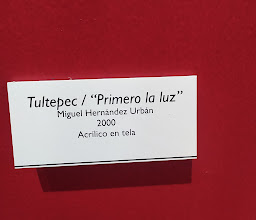 Tultepec / “Primero la luz”
Miguel Hernández Urbán
2000
Acrílico en tela